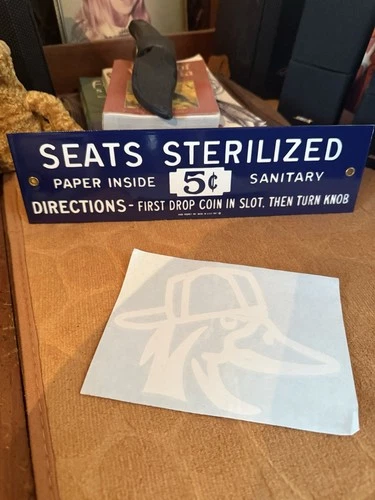 SEATS STERILIZED
PAPER INSIDE 5¢ SANITARY
DIRECTIONS - FIRST DROP COIN IN SLOT, THEN TURN KNOB